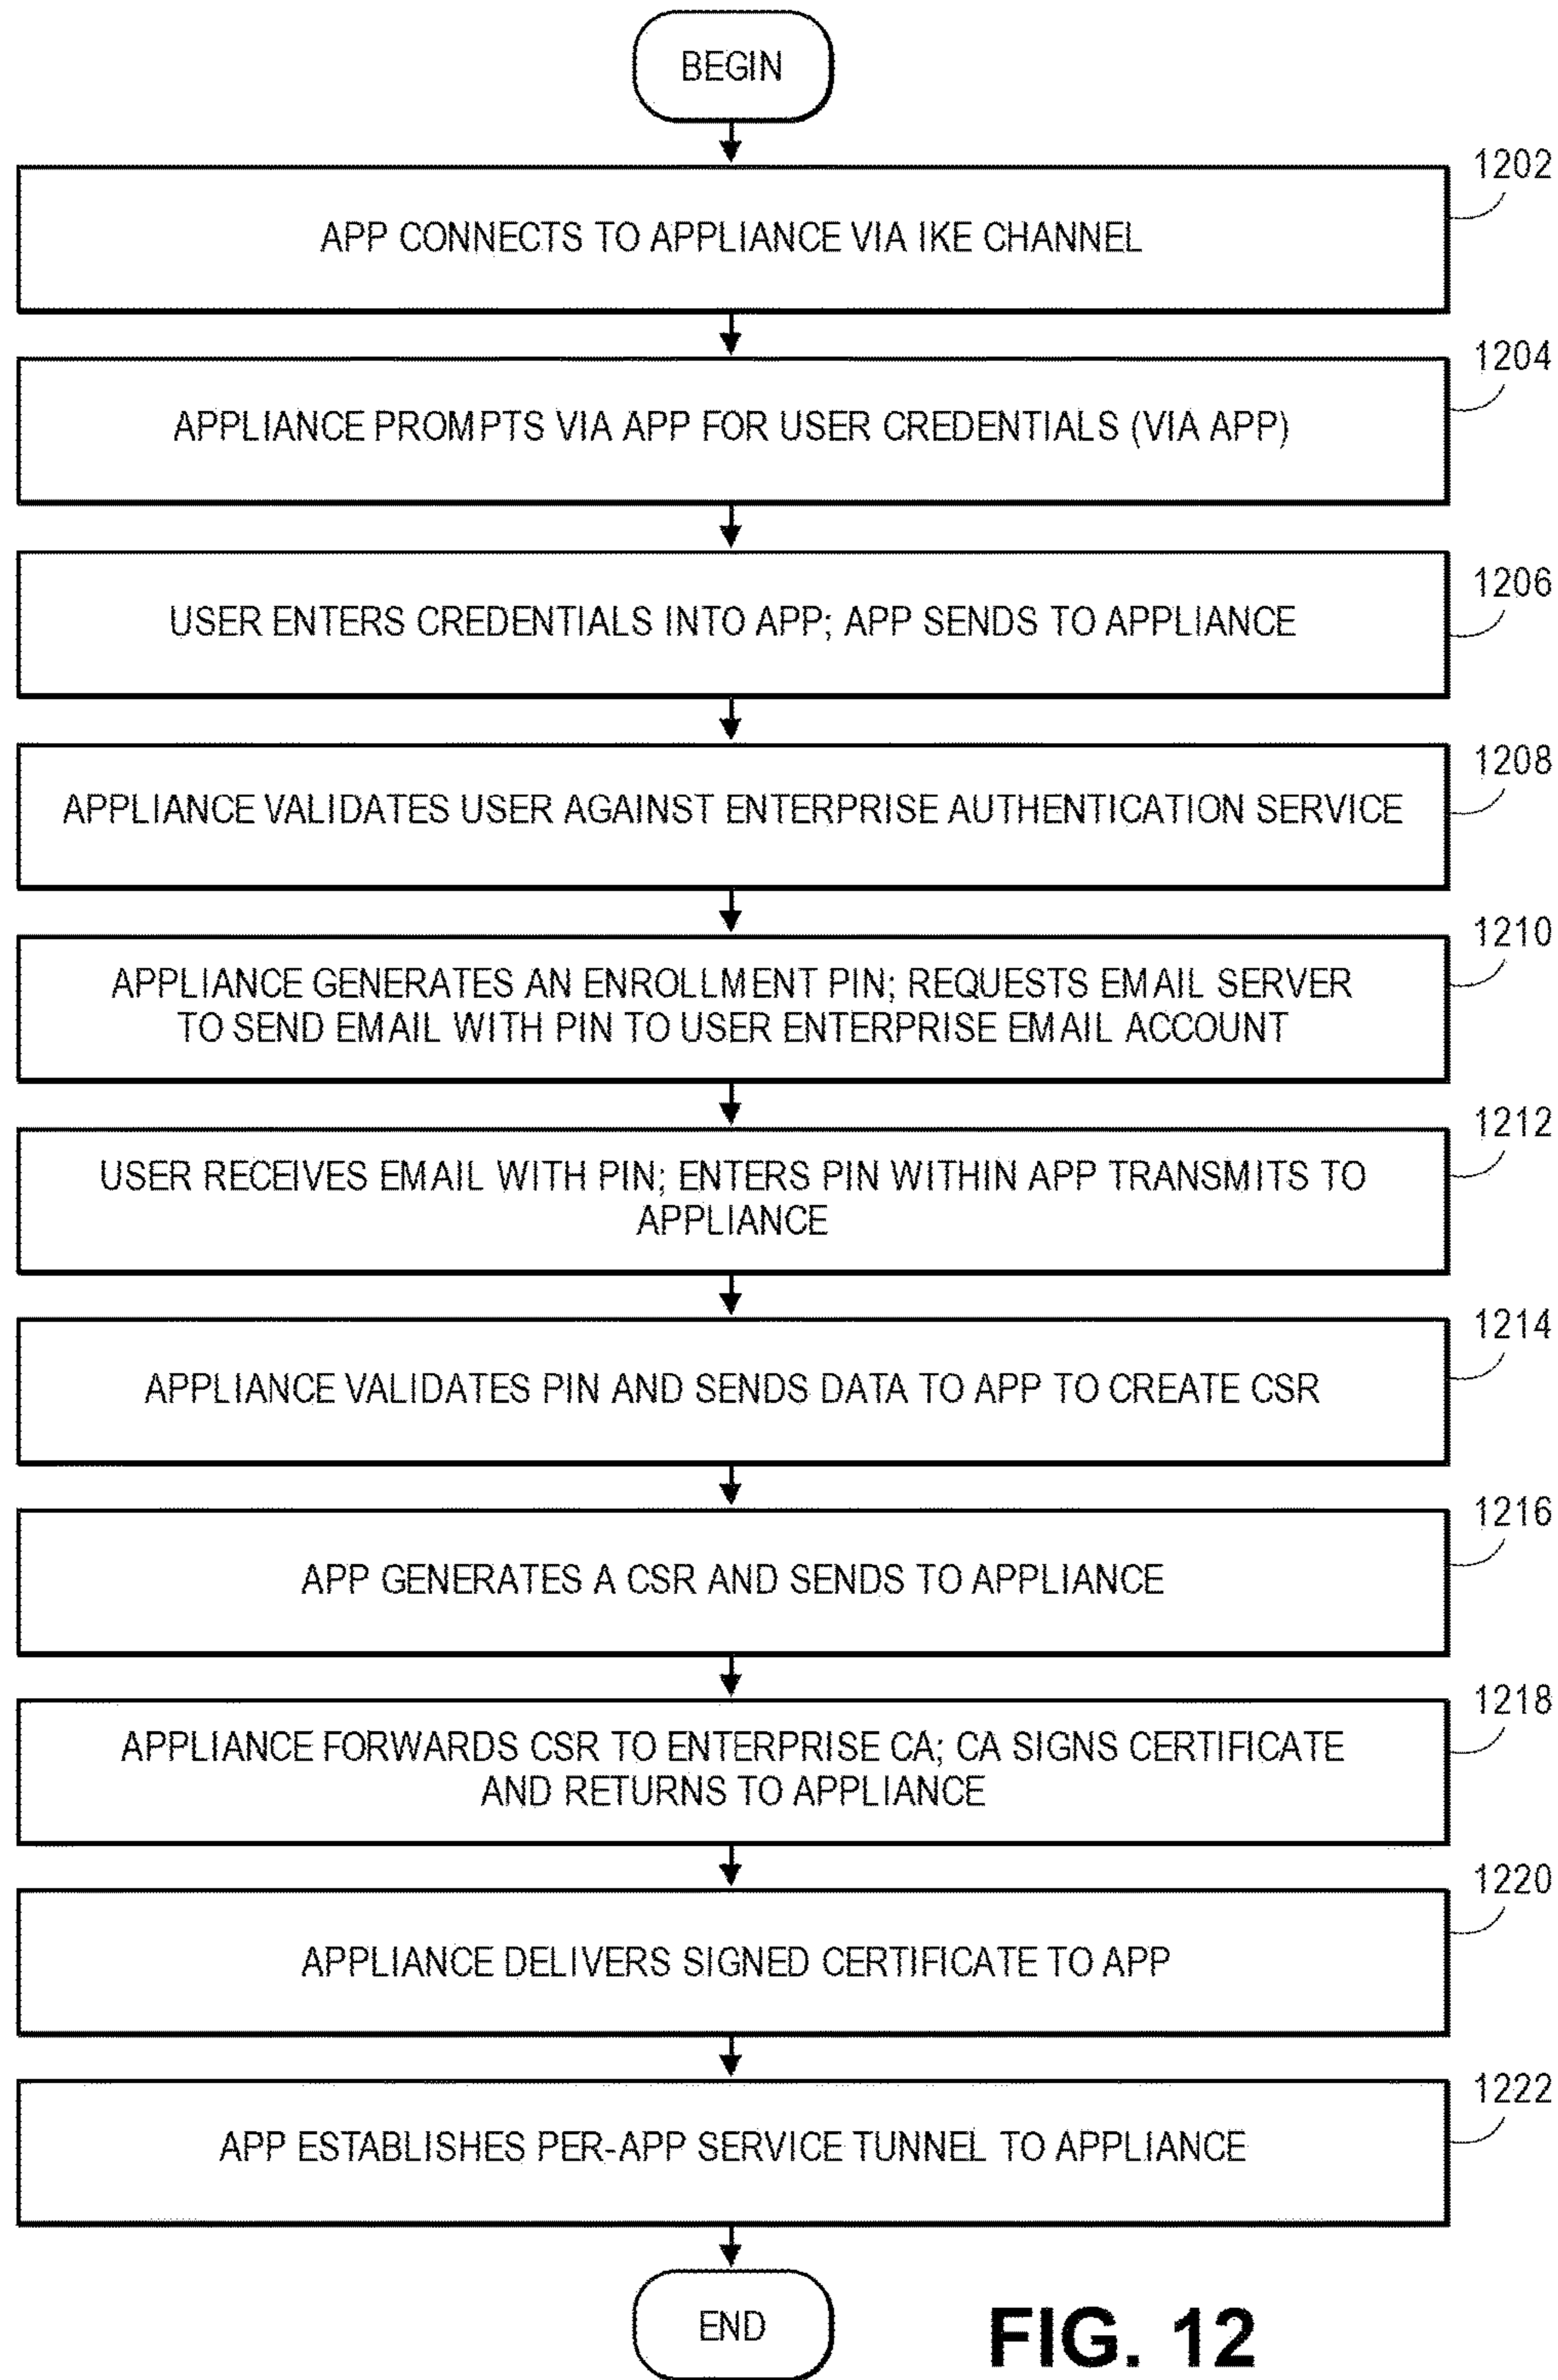 BEGIN
1202
APP CONNECTS TO APPLIANCE VIA IKE CHANNEL
1204
APPLIANCE PROMPTS VIA APP FOR USER CREDENTIALS (VIA APP)
1206
USER ENTERS CREDENTIALS INTO APP; APP SENDS TO APPLIANCE
1208
APPLIANCE VALIDATES USER AGAINST ENTERPRISE AUTHENTICATION SERVICE
1210
APPLIANCE GENERATES AN ENROLLMENT PIN; REQUESTS EMAIL SERVER
TO SEND EMAIL WITH PIN TO USER ENTERPRISE EMAIL ACCOUNT
1212
USER RECEIVES EMAIL WITH PIN; ENTERS PIN WITHIN APP TRANSMITS TO
APPLIANCE
1214
APPLIANCE VALIDATES PIN AND SENDS DATA TO APP TO CREATE CSR
1216
APP GENERATES A CSR AND SENDS TO APPLIANCE
1218
APPLIANCE FORWARDS CSR TO ENTERPRISE CA; CA SIGNS CERTIFICATE
AND RETURNS TO APPLIANCE
1220
APPLIANCE DELIVERS SIGNED CERTIFICATE TO APP
1222
APP ESTABLISHES PER-APP SERVICE TUNNEL TO APPLIANCE
END
FIG. 12